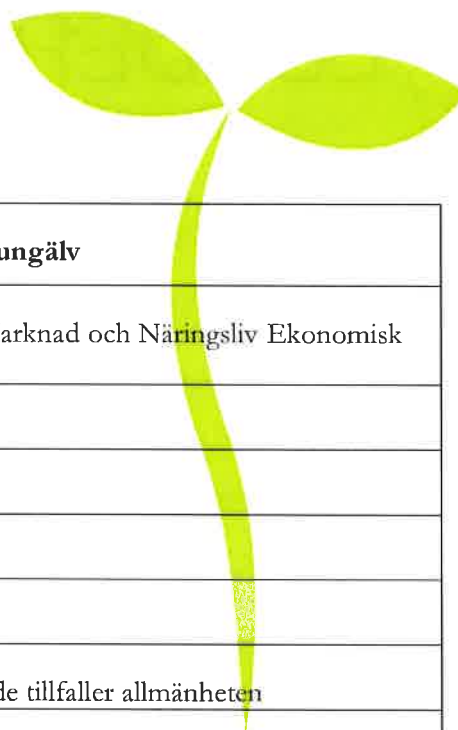 ungälv
arknad och Näringsliv Ekonomisk
de tillfaller allmänheten